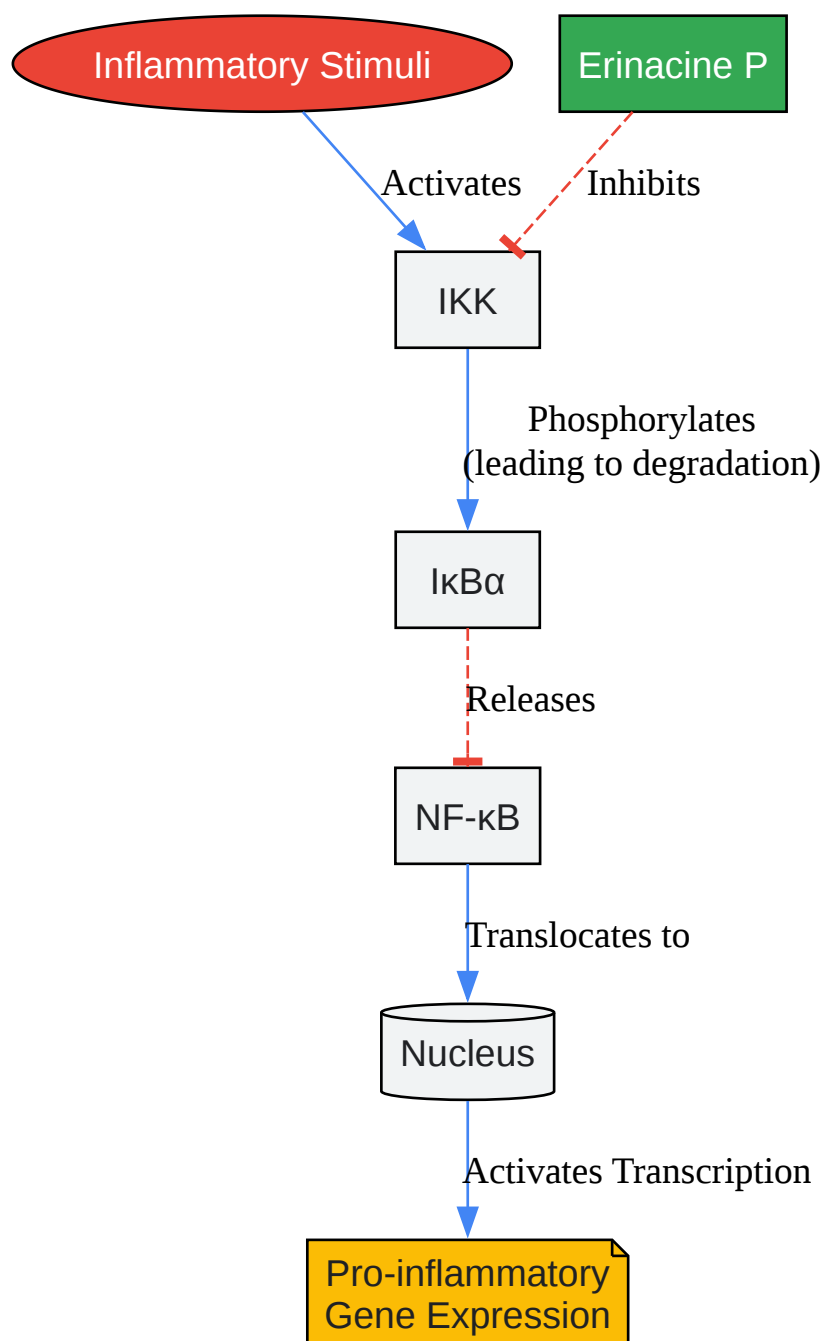 Inflammatory Stimuli
Erinacine P
Activates
Inhibits
IKK
Phosphorylates
(leading to degradation)
IκBα
Releases
NF-κB
Translocates to
Nucleus
Activates Transcription
Pro-inflammatory
Gene Expression